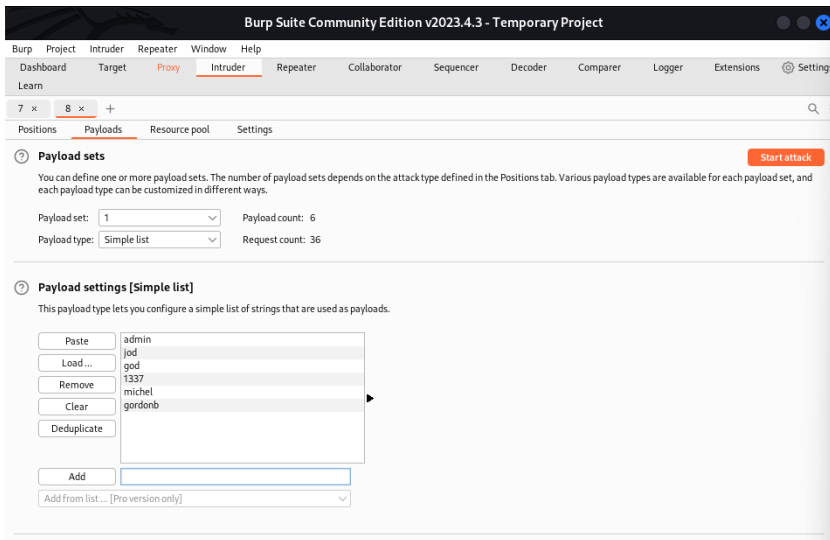 Burp Suite Community Edition v2023.4.3 - Temporary Project
Burp Project Intruder Repeater Window Help
Dashboard Target Proxy Intruder Repeater Collaborator Sequencer Decoder Comparer Logger Extensions Settings
Learn
7 × 8 × +
Positions Payloads Resource pool Settings
? Payload sets Start attack
You can define one or more payload sets. The number of payload sets depends on the attack type defined in the Positions tab. Various payload types are available for each payload set, and
each payload type can be customized in different ways.
Payload set: 1 Payload count: 6
Payload type: Simple list Request count: 36
? Payload settings [Simple list]
This payload type lets you configure a simple list of strings that are used as payloads.
Paste admin
jod
Load ... god
1337
Remove michel
Clear gordonb
Deduplicate
Add
Add from list ... [Pro version only]